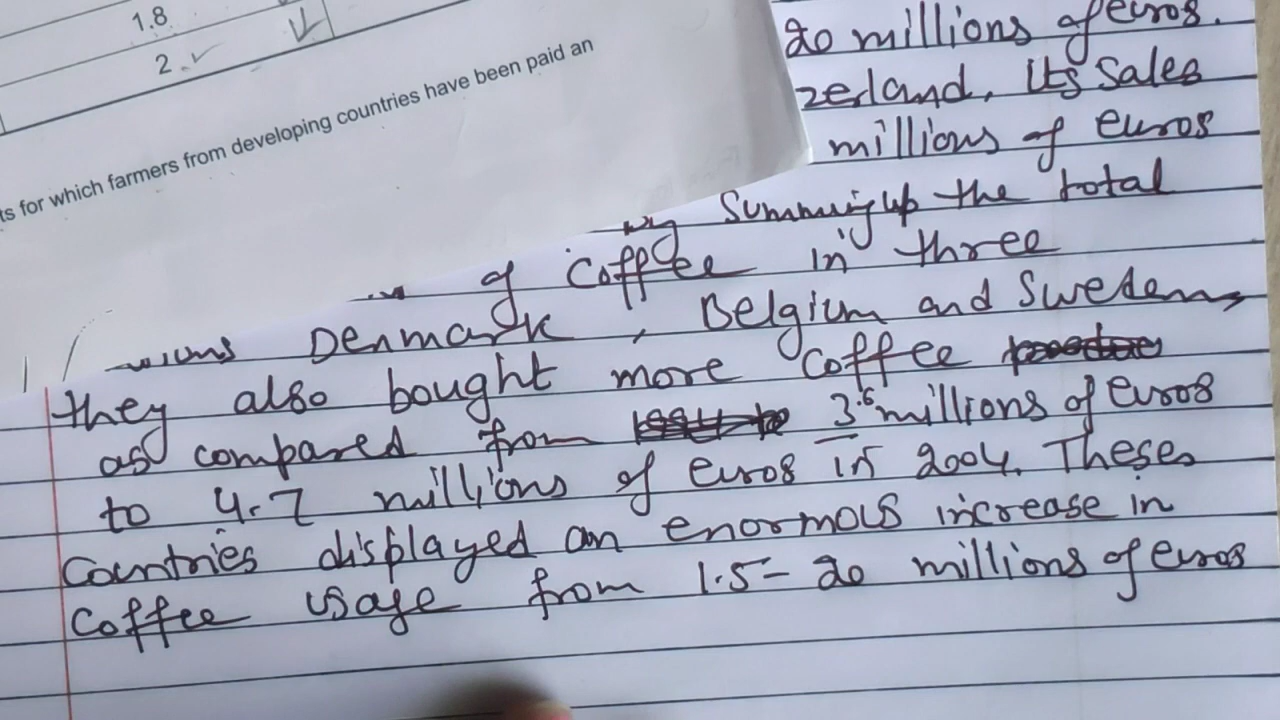 1.8
2.
ts for which farmers from developing countries have been paid an
20 millions of euros.
zerland, Its Sales
millions of euros
Summing up the total
of Coffee in three
Denmark, Belgium and Sweden,
they also bought more Coffee
as compared from 3.6 millions of Euros
to 4.7 millions of euros in 2004. Theses
Countries displayed an enormous increase in
Coffee usage from 1.5 - 20 millions of euros